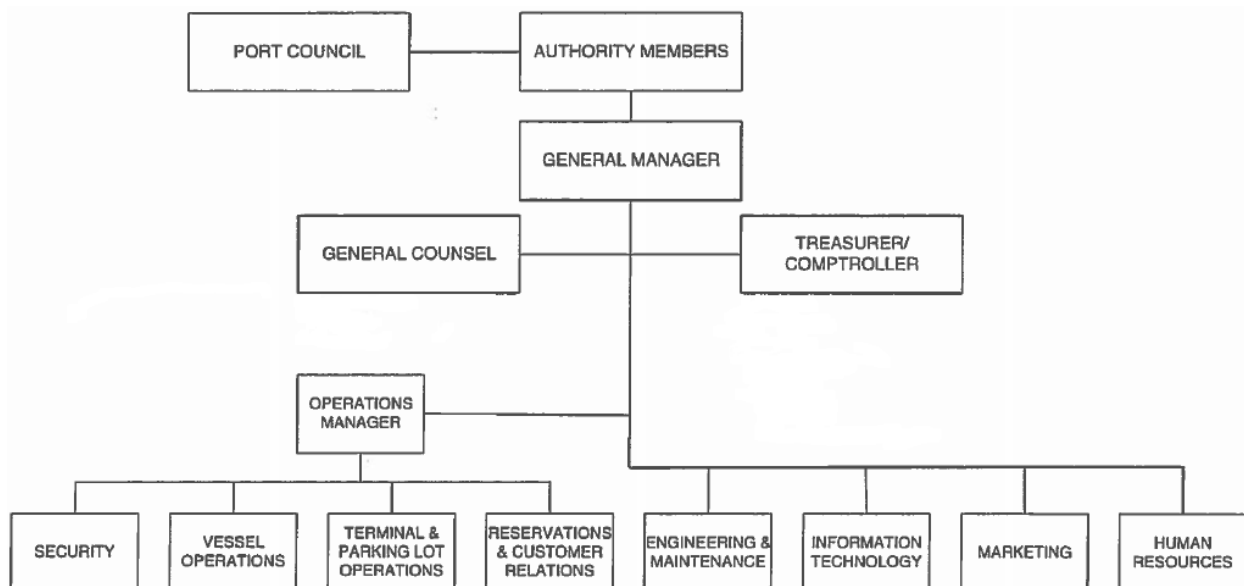 PORT COUNCIL
AUTHORITY MEMBERS
GENERAL MANAGER
GENERAL COUNSEL
TREASURER/
COMPTROLLER
OPERATIONS
MANAGER
SECURITY
VESSEL
OPERATIONS
TERMINAL &
PARKING LOT
OPERATIONS
RESERVATIONS
& CUSTOMER
RELATIONS
ENGINEERING &
MAINTENANCE
INFORMATION
TECHNOLOGY
MARKETING
HUMAN
RESOURCES